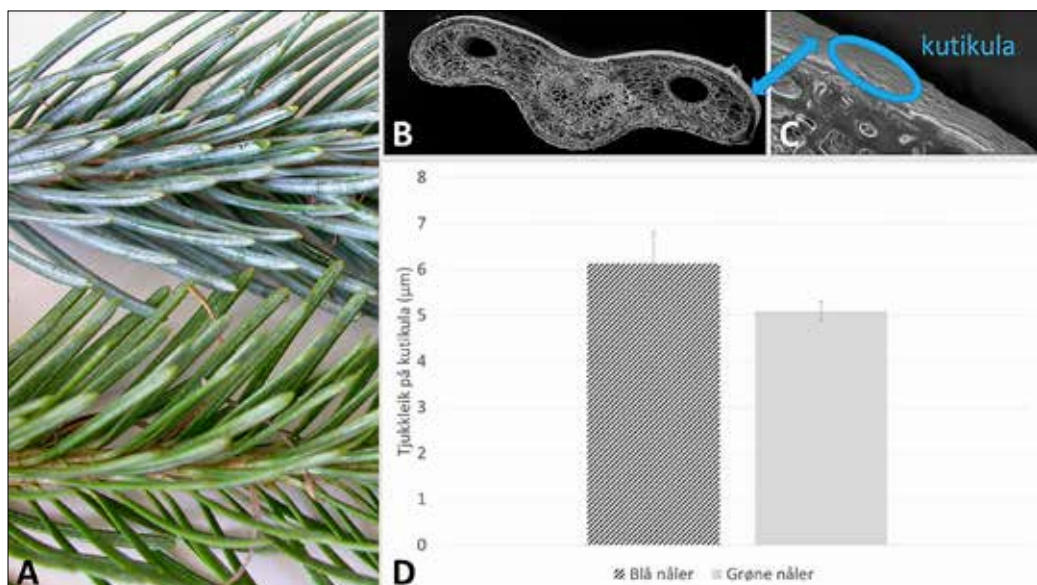 A
B
kutikula
C
8
7
6
5
4
3
2
1
0
Tjukkleik på kutikula (µm)
D
Blå nåler
Grøne nåler